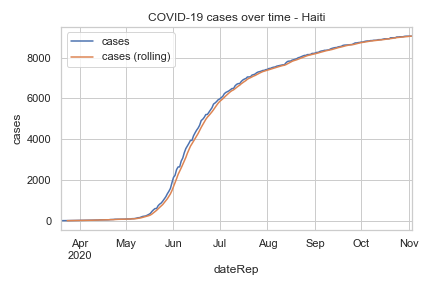 COVID-19 cases over time - Haiti
cases
cases (rolling)
8000
6000
4000
2000
0
cases
Apr
2020
May
Jun
Jul
Aug
Sep
Oct
Nov
dateRep